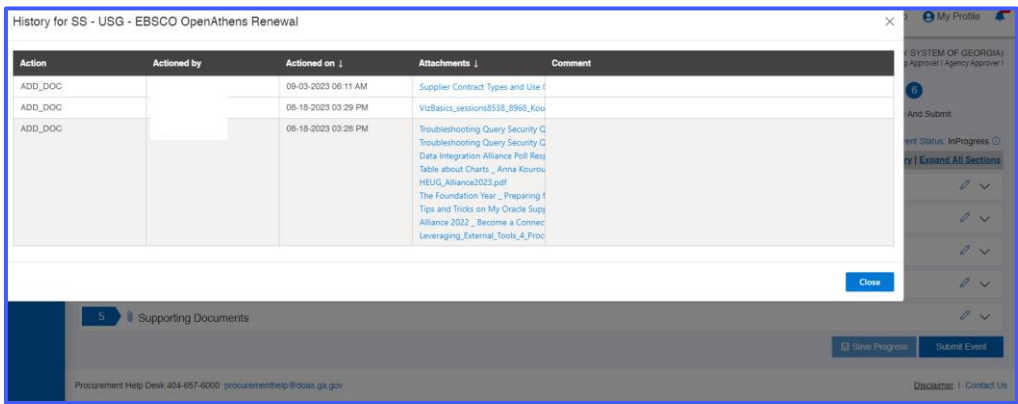 History for SS - USG - EBSCO OpenAthens Renewal
My Profile
Action Actioned by Actioned on ↓ Attachments ↓ Comment
ADD_DOC 09-03-2023 06:11 AM Supplier Contract Types and Use
ADD_DOC 08-18-2023 03:29 PM VizBasics_sessions8538_8968_Kou
ADD_DOC 08-18-2023 03:28 PM Troubleshooting Query Security Q
Troubleshooting Query Security Q
Data Integration Alliance Poll Resp
Table about Charts _ Anna Kourou
HEUG_Alliance2023.pdf
The Foundation Year _ Preparing f
Tips and Tricks on My Oracle Supp
Alliance 2022 _ Become a Connec
Leveraging_External_Tools_4_Proc
Close
SYSTEM OF GEORGIA)
Approver | Agency Approver |
6
And Submit
Status: InProgress
Expand All Sections
5 Supporting Documents
Save Progress Submit Event
Procurement Help Desk:404-657-6000 procurementhelp@doas.ga.gov Disclaimer | Contact Us